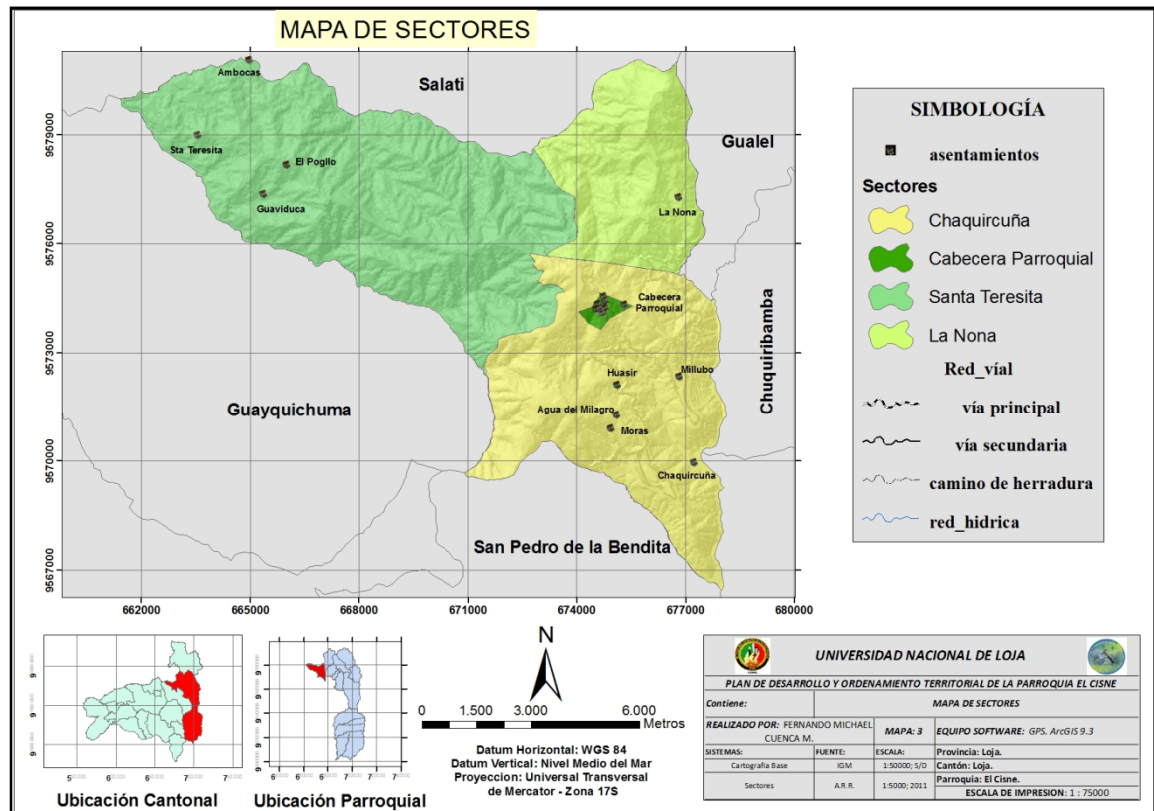 MAPA DE SECTORES
Ambocas
Salati
Sta Teresita
El Pogllo
Guaviduca
La Nona
Gualel
Chuquiribamba
Cabecera
Parroquial
Huasir
Millubo
Agua del Milagro
Moras
Chaquircuña
Guayquichuma
San Pedro de la Bendita
9579000
9576000
9573000
9570000
9567000
662000 665000 668000 671000 674000 677000 680000
SIMBOLOGÍA
asentamientos
Sectores
Chaquircuña
Cabecera Parroquial
Santa Teresita
La Nona
Red_víal
vía principal
vía secundaria
camino de herradura
red_hidrica
Ubicación Cantonal
Ubicación Parroquial
N
0 1.500 3.000 6.000
Metros
Datum Horizontal: WGS 84
Datum Vertical: Nivel Medio del Mar
Proyeccion: Universal Transversal
de Mercator - Zona 17S
UNIVERSIDAD NACIONAL DE LOJA
PLAN DE DESARROLLO Y ORDENAMIENTO TERRITORIAL DE LA PARROQUIA EL CISNE
Contiene: MAPA DE SECTORES
REALIZADO POR: FERNANDO MICHAEL
CUENCA M.
MAPA: 3
EQUIPO SOFTWARE: GPS. ArcGIS 9.3
SISTEMAS: FUENTE: ESCALA: Provincia: Loja.
Cartografía Base IGM 1:50000; S/D Cantón: Loja.
Sectores A.R.R. 1:5000; 2011 Parroquia: El Cisne.
ESCALA DE IMPRESION: 1 : 75000